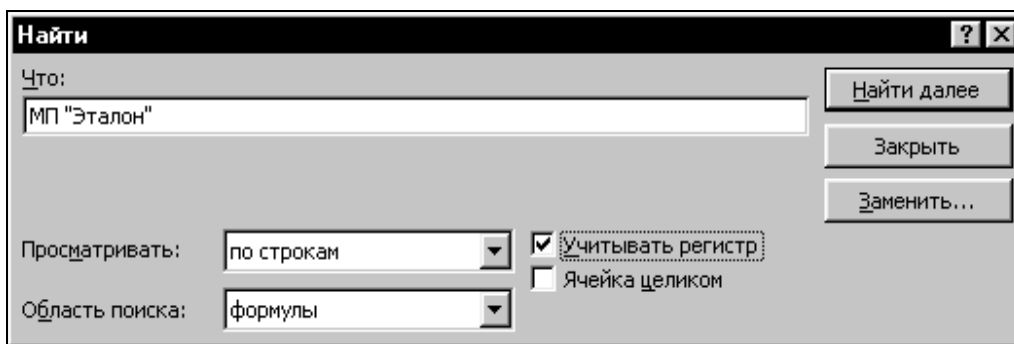 Найти
Что:
МП "Эталон"
Найти далее
Закрыть
Заменить...
Просматривать:
по строкам
Учитывать регистр
Ячейка целиком
Область поиска:
формулы